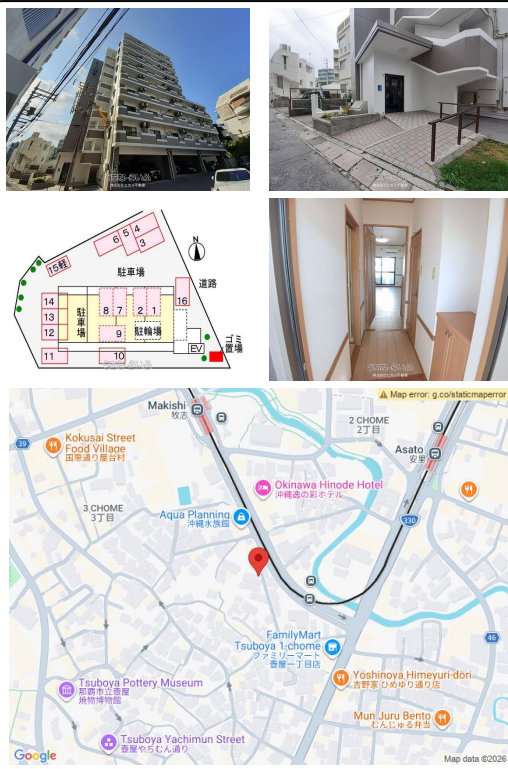 N
6
5
4
3
15軽
駐車場
道路
14
13
12
11
駐車場
8
7
2
1
16
9
駐輪場
10
EV
ゴミ置場
Map error: g.co/staticmaperror
Makishi
牧志
2 CHOME
2丁目
39
Kokusai Street
Food Village
国際通り屋台村
Asato
安里
Okinawa Hinode Hotel
沖縄逸の彩ホテル
3 CHOME
3丁目
Aqua Planning
沖縄水族館
330
FamilyMart
Tsuboya 1-chome
ファミリーマート
壺屋一丁目店
46
Yoshinoya Himeyuri-dori
吉野家 ひめゆり通り店
Tsuboya Pottery Museum
那覇市立壺屋
焼物博物館
Mun Juru Bento
むんじゅる弁当
Tsuboya Yachimun Street
壺屋やちむん通り
Google
Map data ©2026